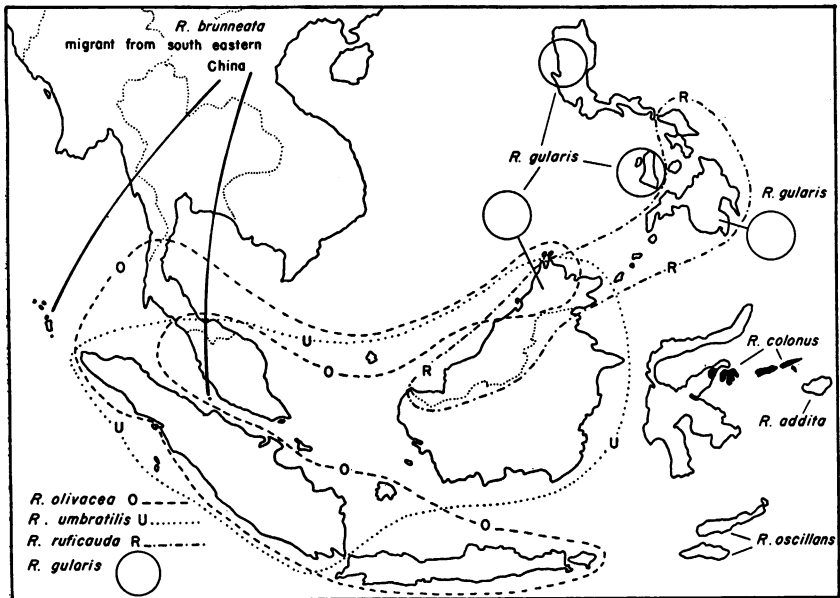 R. brunneata
migrant from south eastern
China
R
R. gularis
R. gularis
O
R
U
R. colonus
O
R
R. addita
U
U
O
R. olivacea O
O
R. umbratilis U
R. oscillans
R. ruficauda R
R. gularis